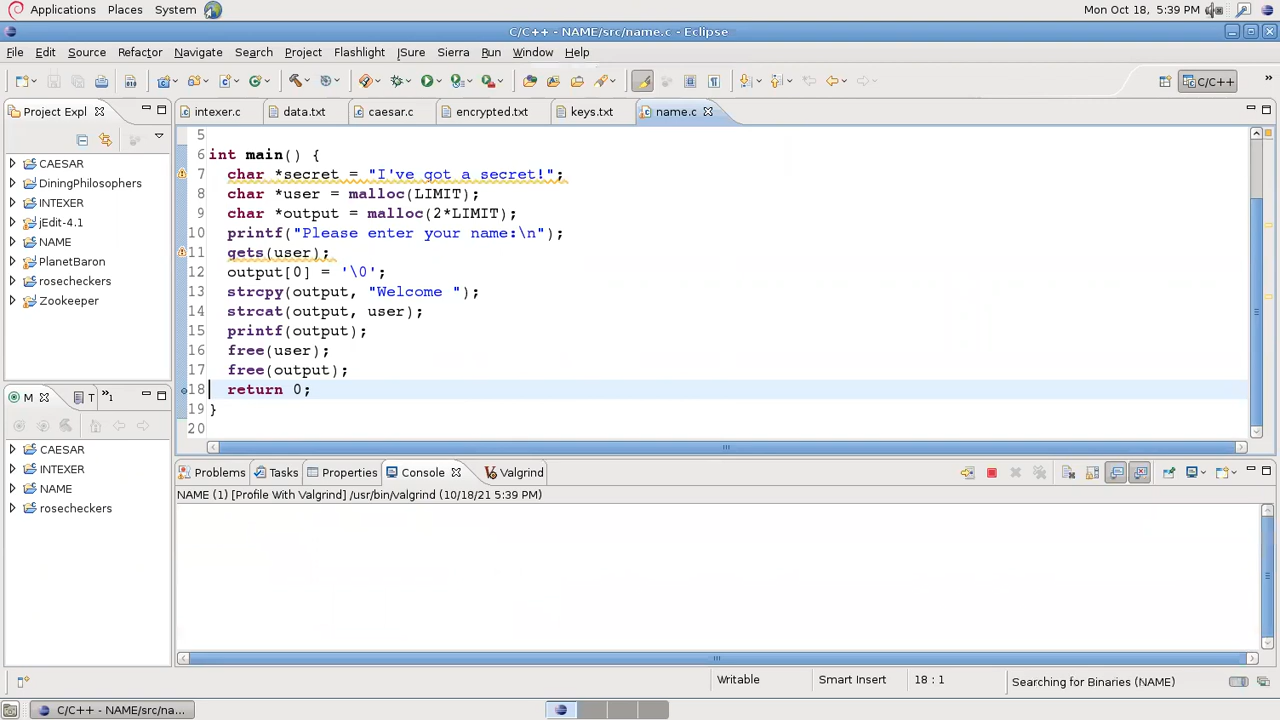 Applications Places System Mon Oct 18, 5:39 PM
C/C++ - NAME/src/name.c - Eclipse
File Edit Source Refactor Navigate Search Project Flashlight JSure Sierra Run Window Help
C/C++
Project Expl
intexer.c data.txt caesar.c encrypted.txt keys.txt name.c
CAESAR
DiningPhilosophers
INTEXER
jEdit-4.1
NAME
PlanetBaron
rosecheckers
Zookeeper
5
6 int main() {
7 char *secret = "I've got a secret!";
8 char *user = malloc(LIMIT);
9 char *output = malloc(2*LIMIT);
10 printf("Please enter your name:\n");
11 gets(user);
12 output[0] = '\0';
13 strcpy(output, "Welcome ");
14 strcat(output, user);
15 printf(output);
16 free(user);
17 free(output);
18 return 0;
19 }
20
M T »1
CAESAR
INTEXER
NAME
rosecheckers
Problems Tasks Properties Console Valgrind
NAME (1) [Profile With Valgrind] /usr/bin/valgrind (10/18/21 5:39 PM)
Writable Smart Insert 18 : 1 Searching for Binaries (NAME)
C/C++ - NAME/src/na...